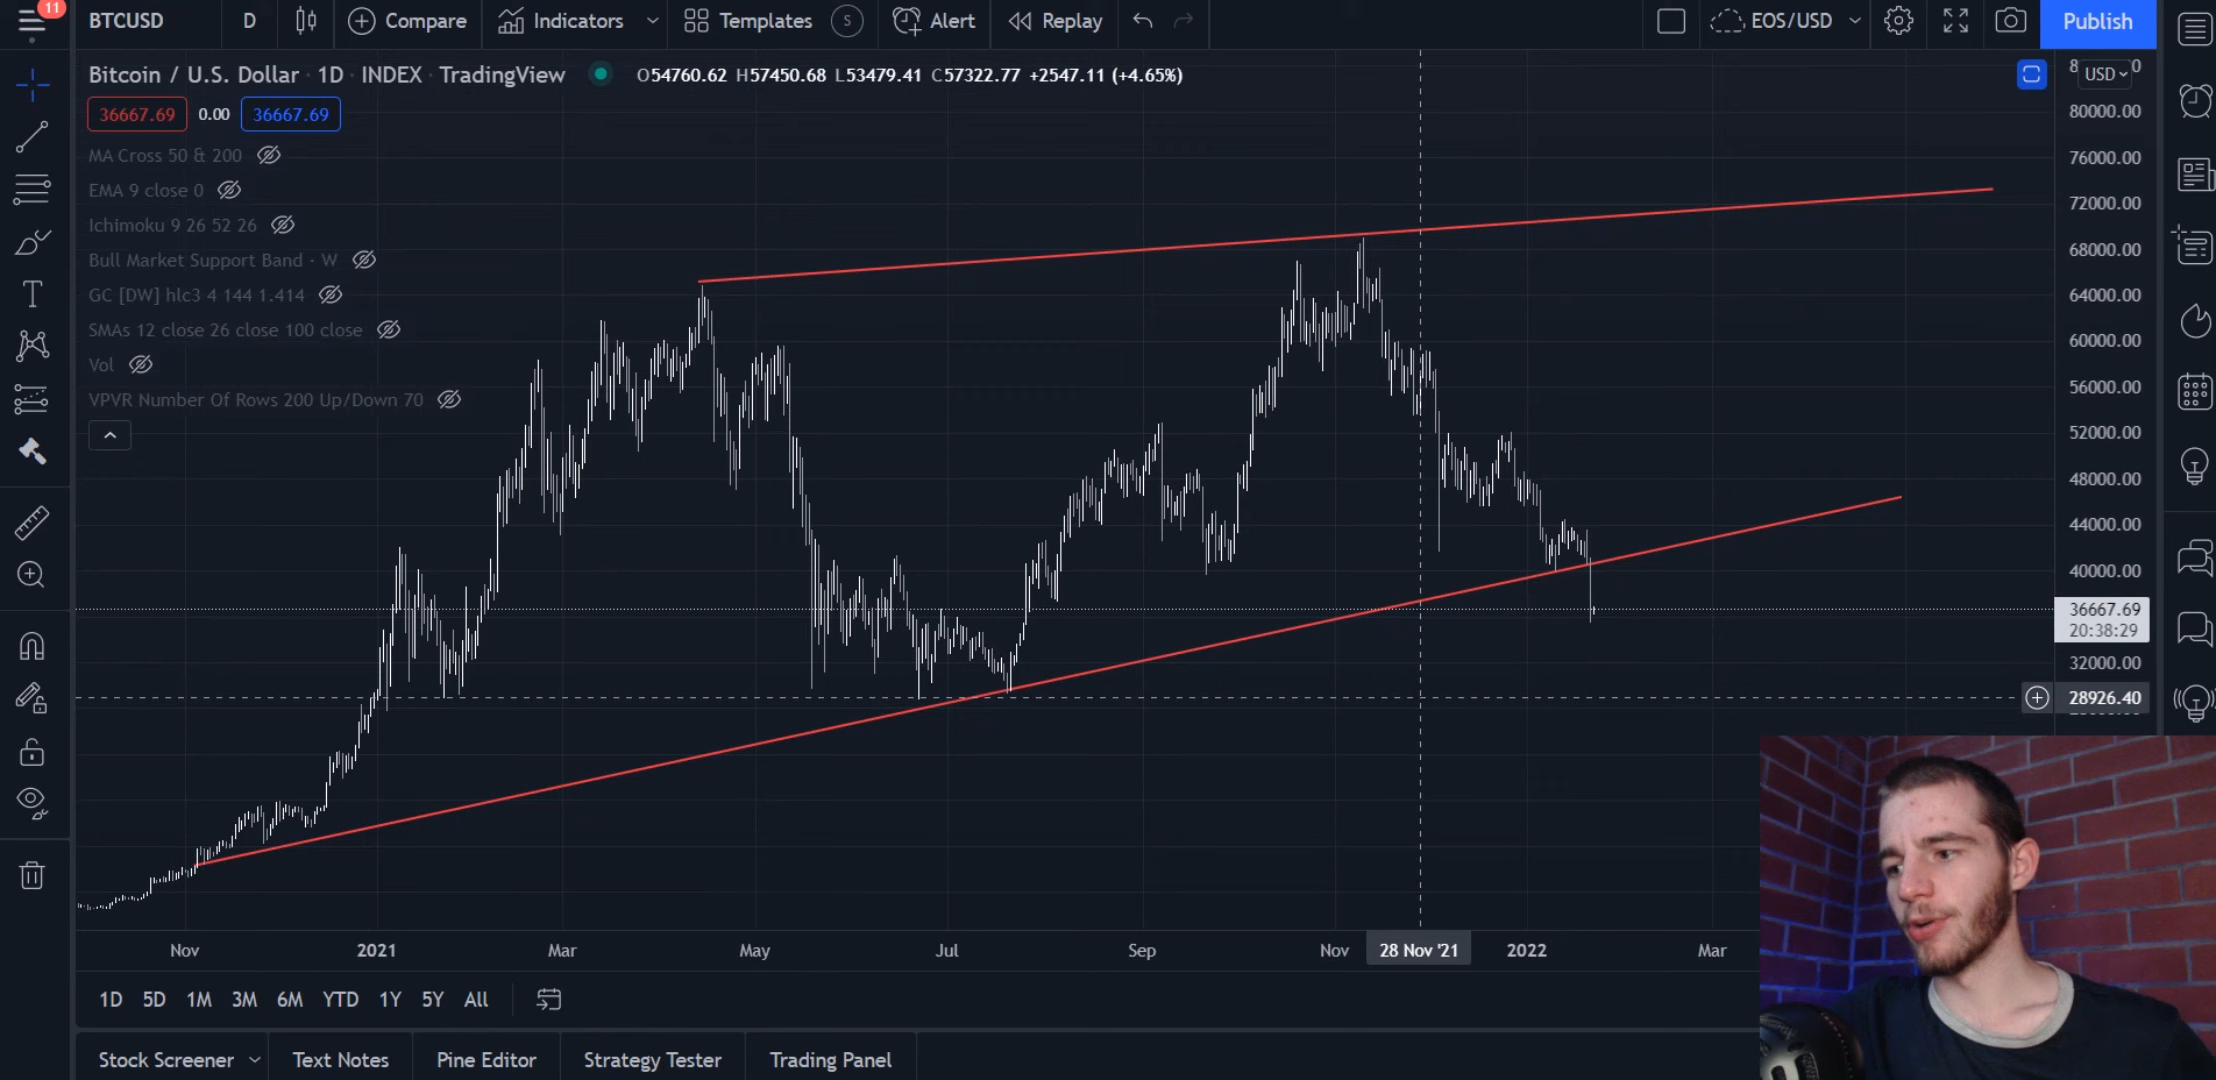 11
BTCUSD D Compare Indicators Templates S Alert Replay EOS/USD Publish
Bitcoin / U.S. Dollar · 1D · INDEX · TradingView O54760.62 H57450.68 L53479.41 C57322.77 +2547.11 (+4.65%)
USD
36667.69 0.00 36667.69
MA Cross 50 & 200
EMA 9 close 0
Ichimoku 9 26 52 26
Bull Market Support Band · W
GC [DW] hlc3 4 144 1.414
SMAs 12 close 26 close 100 close
Vol
VPVR Number Of Rows 200 Up/Down 70
80000.00
76000.00
72000.00
68000.00
64000.00
60000.00
56000.00
52000.00
48000.00
44000.00
40000.00
36667.69
20:38:29
32000.00
28926.40
Nov 2021 Mar May Jul Sep Nov 28 Nov '21 2022 Mar
1D 5D 1M 3M 6M YTD 1Y 5Y All
Stock Screener Text Notes Pine Editor Strategy Tester Trading Panel